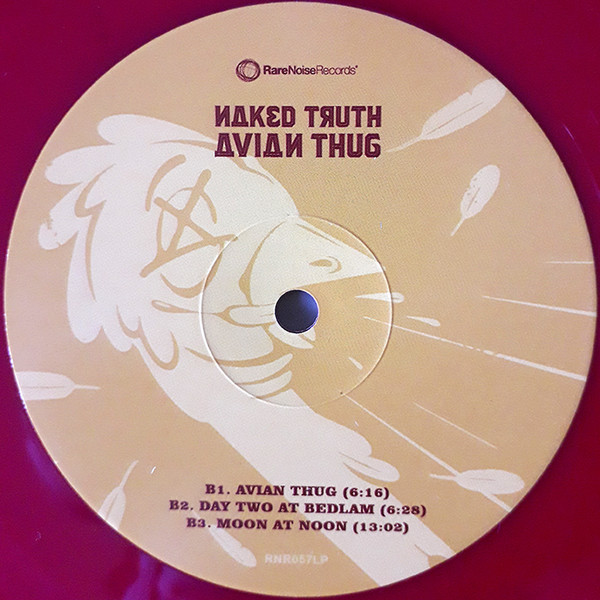 RareNoiseRecords®
NAKED TRUTH
AVIAN THUG
B1. AVIAN THUG (6:16)
B2. DAY TWO AT BEDLAM (6:28)
B3. MOON AT NOON (13:02)
RNR057LP